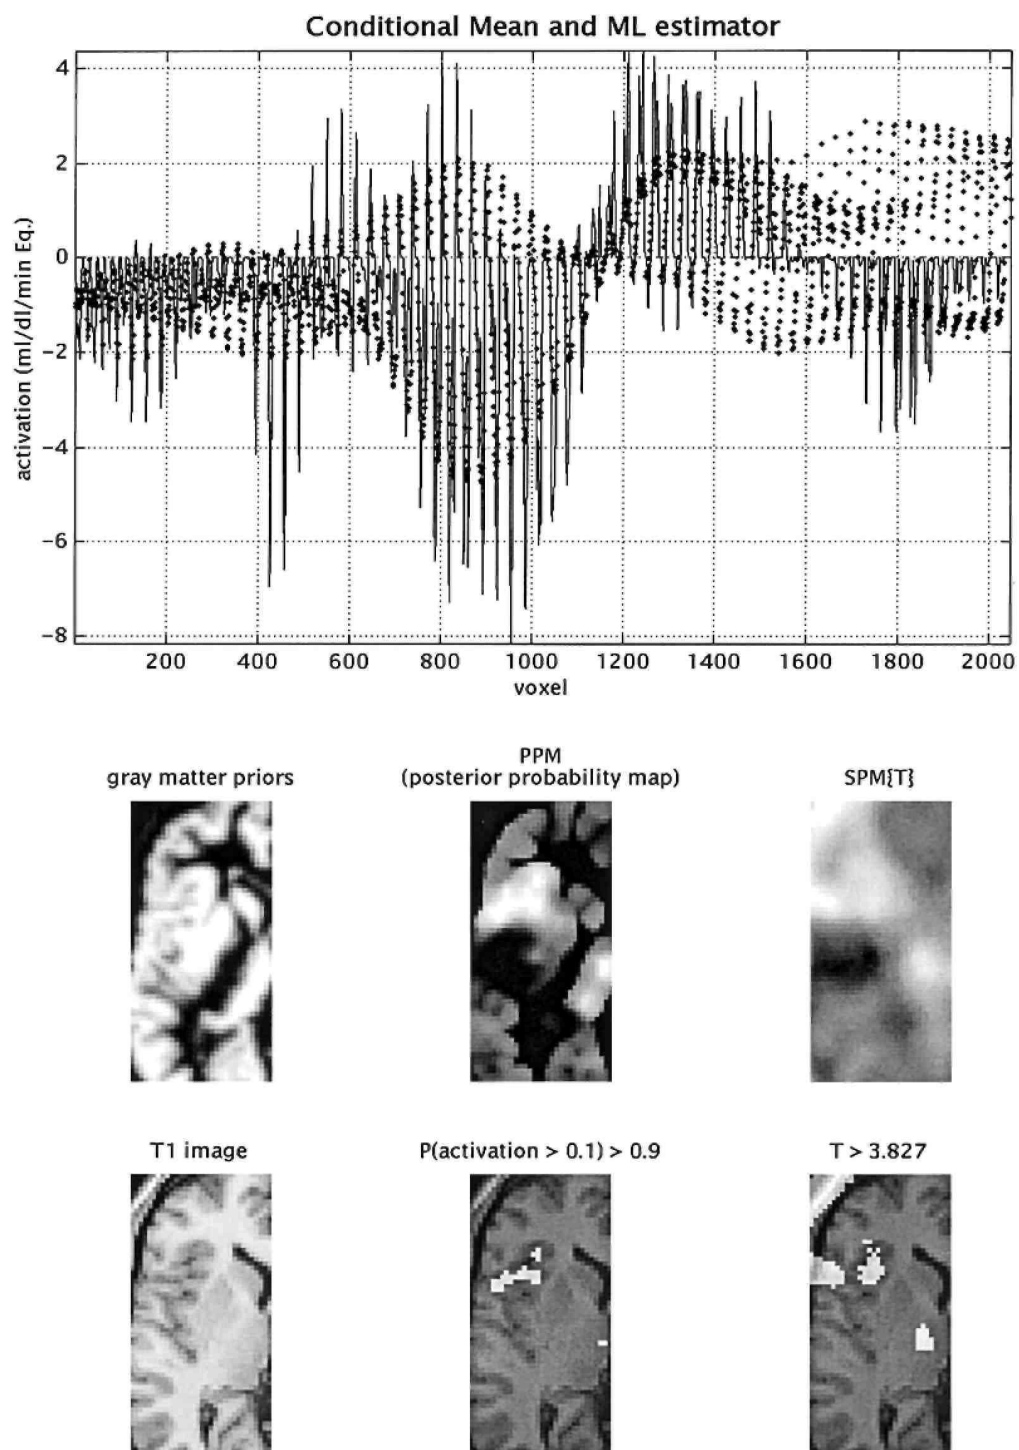 Conditional Mean and ML estimator
activation (ml/dl/min Eq.)
4
2
0
−2
−4
−6
−8
200 400 600 800 1000 1200 1400 1600 1800 2000
voxel
gray matter priors
PPM
(posterior probability map)
SPM{T}
T1 image
P(activation > 0.1) > 0.9
T > 3.827